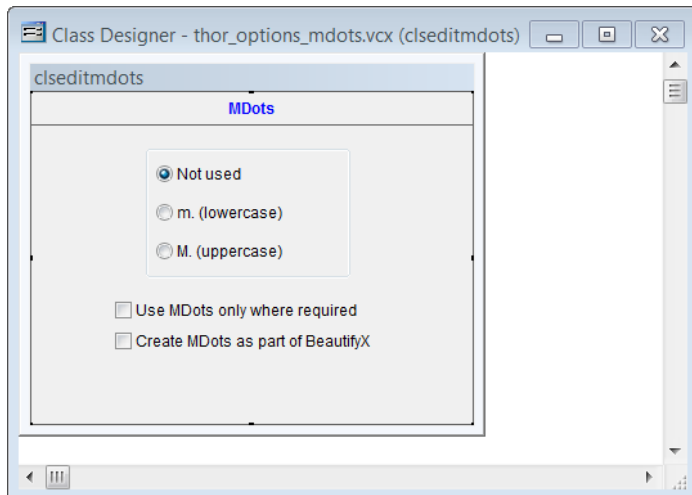 Class Designer - thor_options_mdots.vcx (clseditmdots)
clseditmdots
MDots
Not used
m. (lowercase)
M. (uppercase)
Use MDots only where required
Create MDots as part of BeautifyX